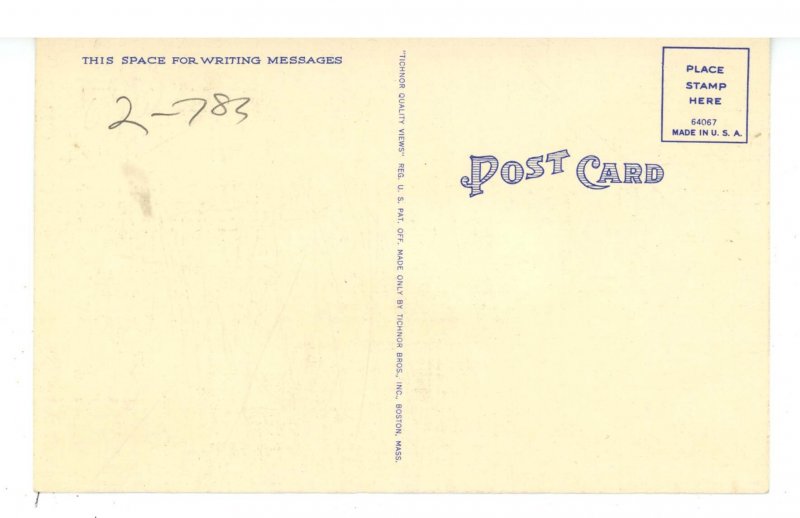 THIS SPACE FOR WRITING MESSAGES
2-783
"TICHNOR QUALITY VIEWS" REG. U. S. PAT. OFF. MADE ONLY BY TICHNOR BROS., INC., BOSTON, MASS.
POST CARD
PLACE
STAMP
HERE
64067
MADE IN U. S. A.